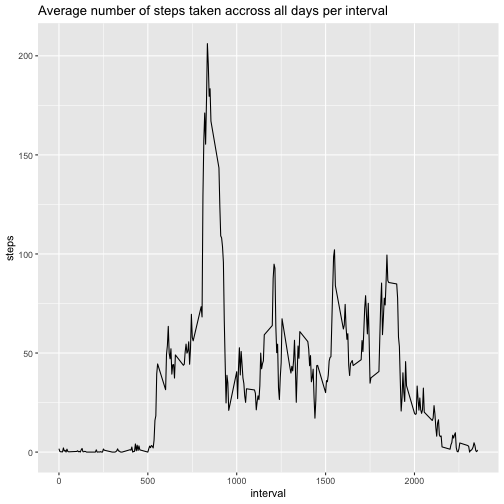 Average number of steps taken accross all days per interval
200
150
100
50
0
steps
0 500 1000 1500 2000
interval